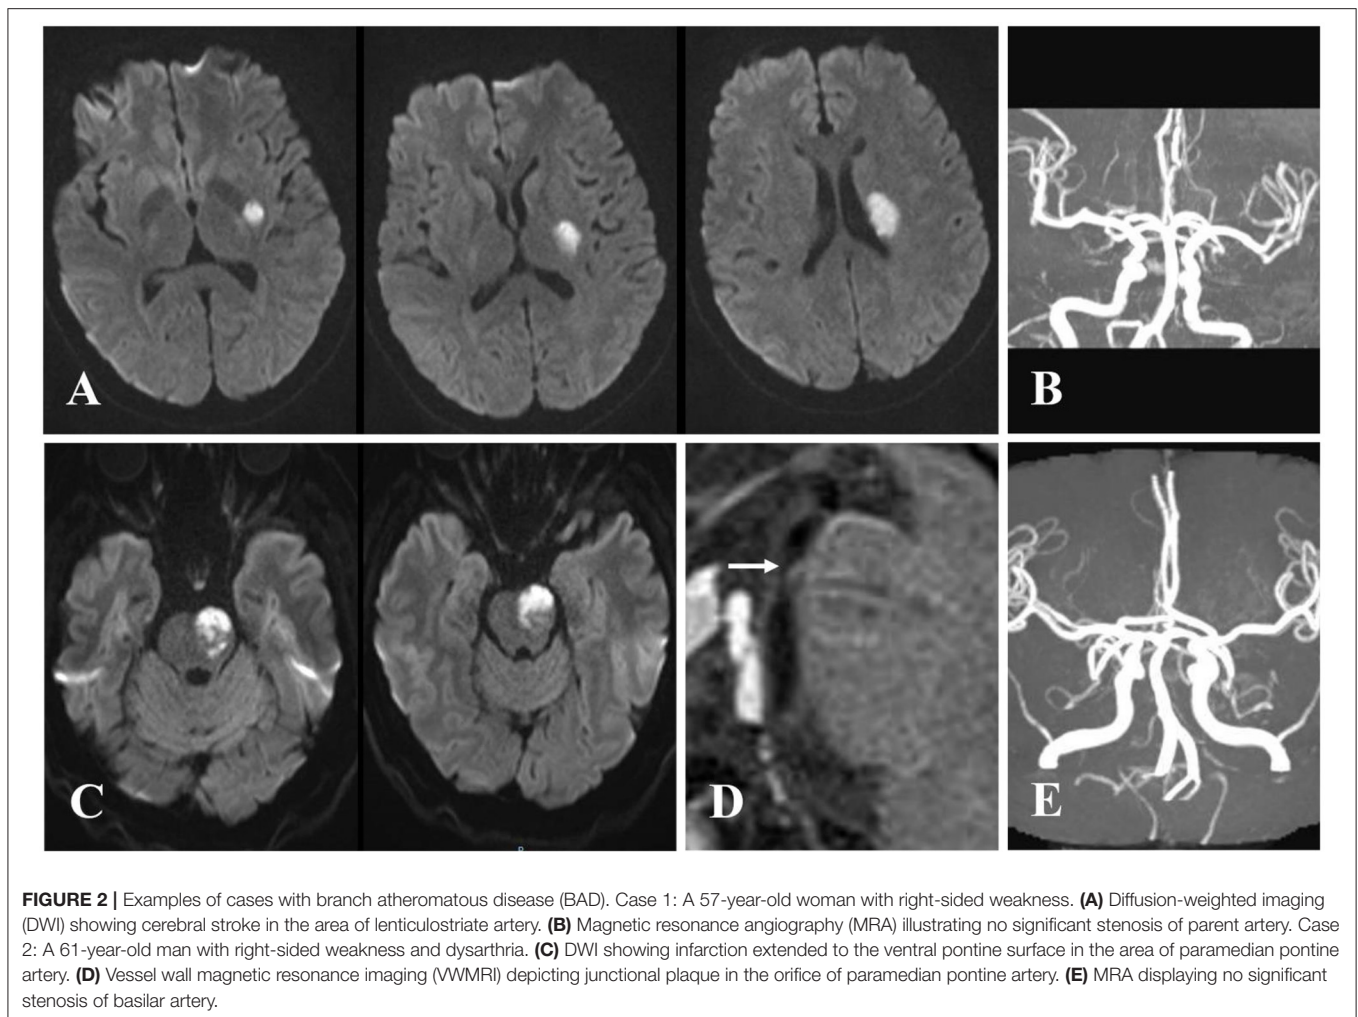 A
B
C
D
E
FIGURE 2 | Examples of cases with branch atheromatous disease (BAD). Case 1: A 57-year-old woman with right-sided weakness. (A) Diffusion-weighted imaging
(DWI) showing cerebral stroke in the area of lenticulostriate artery. (B) Magnetic resonance angiography (MRA) illustrating no significant stenosis of parent artery. Case
2: A 61-year-old man with right-sided weakness and dysarthria. (C) DWI showing infarction extended to the ventral pontine surface in the area of paramedian pontine
artery. (D) Vessel wall magnetic resonance imaging (VWMRI) depicting junctional plaque in the orifice of paramedian pontine artery. (E) MRA displaying no significant
stenosis of basilar artery.